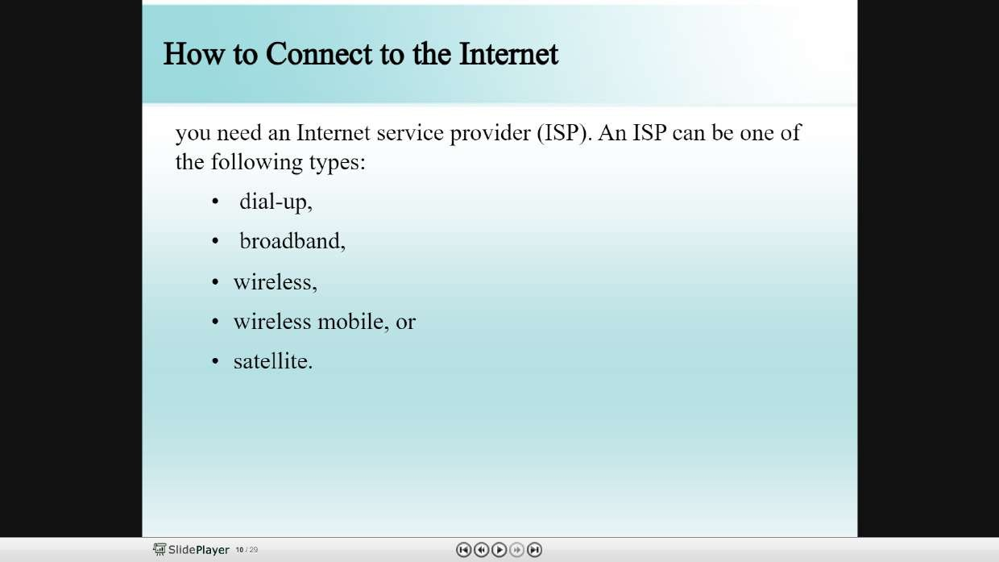 How to Connect to the Internet
you need an Internet service provider (ISP). An ISP can be one of
the following types:
• dial-up,
• broadband,
• wireless,
• wireless mobile, or
• satellite.
SlidePlayer 10 / 29